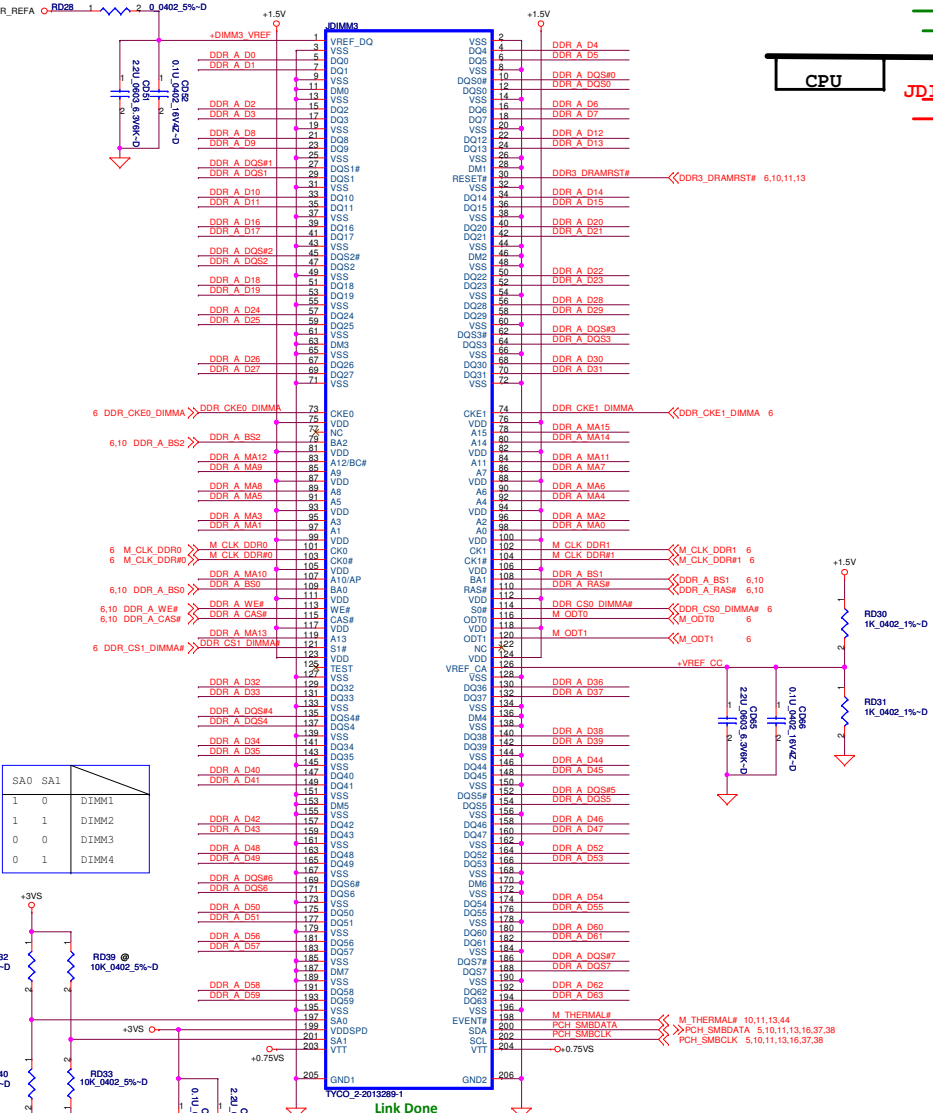 R_REFA RD28 1 2 0_0402_5%~D
+1.5V +1.5V
JDIMM3
CPU
+DIMM3_VREF 1 VREF_DQ VSS 2
3 VSS DQ4 4 DDR_A_D4
DDR_A_D0 5 DQ0 DQ5 6 DDR_A_D5
DDR_A_D1 7 DQ1 VSS 8
9 VSS DQS0# 10 DDR_A_DQS#0
11 DM0 DQS0 12 DDR_A_DQS0
13 VSS VSS 14
DDR_A_D2 15 DQ2 DQ6 16 DDR_A_D6
DDR_A_D3 17 DQ3 DQ7 18 DDR_A_D7
19 VSS VSS 20
DDR_A_D8 21 DQ8 DQ12 22 DDR_A_D12
DDR_A_D9 23 DQ9 DQ13 24 DDR_A_D13
25 VSS VSS 26
DDR_A_DQS#1 27 DQS1# DM1 28
DDR_A_DQS1 29 DQS1 RESET# 30 DDR3_DRAMRST# DDR3_DRAMRST# 6,10,11,13
31 VSS VSS 32
DDR_A_D10 33 DQ10 DQ14 34 DDR_A_D14
DDR_A_D11 35 DQ11 DQ15 36 DDR_A_D15
37 VSS VSS 38
DDR_A_D16 39 DQ16 DQ20 40 DDR_A_D20
DDR_A_D17 41 DQ17 DQ21 42 DDR_A_D21
43 VSS VSS 44
DDR_A_DQS#2 45 DQS2# DM2 46
DDR_A_DQS2 47 DQS2 VSS 48
49 VSS DQ22 50 DDR_A_D22
DDR_A_D18 51 DQ18 DQ23 52 DDR_A_D23
DDR_A_D19 53 DQ19 VSS 54
55 VSS DQ28 56 DDR_A_D28
DDR_A_D24 57 DQ24 DQ29 58 DDR_A_D29
DDR_A_D25 59 DQ25 VSS 60
61 VSS DQS3# 62 DDR_A_DQS#3
63 DM3 DQS3 64 DDR_A_DQS3
65 VSS VSS 66
DDR_A_D26 67 DQ26 DQ30 68 DDR_A_D30
DDR_A_D27 69 DQ27 DQ31 70 DDR_A_D31
71 VSS VSS 72
1 CD51 2 2.2U_0603_6.3V6K~D
1 CD52 2 0.1U_0402_16V4Z~D
6 DDR_CKE0_DIMMA DDR_CKE0_DIMMA 73 CKE0 CKE1 74 DDR_CKE1_DIMMA DDR_CKE1_DIMMA 6
75 VDD VDD 76
77 NC A15 78 DDR_A_MA15
6,10 DDR_A_BS2 DDR_A_BS2 79 BA2 A14 80 DDR_A_MA14
81 VDD VDD 82
DDR_A_MA12 83 A12/BC# A11 84 DDR_A_MA11
DDR_A_MA9 85 A9 A7 86 DDR_A_MA7
87 VDD VDD 88
DDR_A_MA8 89 A8 A6 90 DDR_A_MA6
DDR_A_MA5 91 A5 A4 92 DDR_A_MA4
93 VDD VDD 94
DDR_A_MA3 95 A3 A2 96 DDR_A_MA2
DDR_A_MA1 97 A1 A0 98 DDR_A_MA0
99 VDD VDD 100
6 M_CLK_DDR0 M_CLK_DDR0 101 CK0 CK1 102 M_CLK_DDR1 M_CLK_DDR1 6
6 M_CLK_DDR#0 M_CLK_DDR#0 103 CK0# CK1# 104 M_CLK_DDR#1 M_CLK_DDR#1 6
105 VDD VDD 106
DDR_A_MA10 107 A10/AP BA1 108 DDR_A_BS1 DDR_A_BS1 6,10
6,10 DDR_A_BS0 DDR_A_BS0 109 BA0 RAS# 110 DDR_A_RAS# DDR_A_RAS# 6,10
111 VDD VDD 112
6,10 DDR_A_WE# DDR_A_WE# 113 WE# S0# 114 DDR_CS0_DIMMA# DDR_CS0_DIMMA# 6
6,10 DDR_A_CAS# DDR_A_CAS# 115 CAS# ODT0 116 M_ODT0 M_ODT0 6
117 VDD VDD 118
DDR_A_MA13 119 A13 ODT1 120 M_ODT1 M_ODT1 6
6 DDR_CS1_DIMMA# DDR_CS1_DIMMA# 121 S1# NC 122
123 VDD VDD 124
125 TEST VREF_CA 126 +VREF_CC
127 VSS VSS 128
DDR_A_D32 129 DQ32 DQ36 130 DDR_A_D36
DDR_A_D33 131 DQ33 DQ37 132 DDR_A_D37
133 VSS VSS 134
DDR_A_DQS#4 135 DQS4# DM4 136
DDR_A_DQS4 137 DQS4 VSS 138
139 VSS DQ38 140 DDR_A_D38
DDR_A_D34 141 DQ34 DQ39 142 DDR_A_D39
DDR_A_D35 143 DQ35 VSS 144
145 VSS DQ44 146 DDR_A_D44
DDR_A_D40 147 DQ40 DQ45 148 DDR_A_D45
DDR_A_D41 149 DQ41 VSS 150
151 VSS DQS5# 152 DDR_A_DQS#5
153 DM5 DQS5 154 DDR_A_DQS5
155 VSS VSS 156
DDR_A_D42 157 DQ42 DQ46 158 DDR_A_D46
DDR_A_D43 159 DQ43 DQ47 160 DDR_A_D47
161 VSS VSS 162
DDR_A_D48 163 DQ48 DQ52 164 DDR_A_D52
DDR_A_D49 165 DQ49 DQ53 166 DDR_A_D53
167 VSS VSS 168
DDR_A_DQS#6 169 DQS6# DM6 170
DDR_A_DQS6 171 DQS6 VSS 172
173 VSS DQ54 174 DDR_A_D54
DDR_A_D50 175 DQ50 DQ55 176 DDR_A_D55
DDR_A_D51 177 DQ51 VSS 178
179 VSS DQ60 180 DDR_A_D60
DDR_A_D56 181 DQ56 DQ61 182 DDR_A_D61
DDR_A_D57 183 DQ57 VSS 184
185 VSS DQS7# 186 DDR_A_DQS#7
187 DM7 DQS7 188 DDR_A_DQS7
189 VSS VSS 190
DDR_A_D58 191 DQ58 DQ62 192 DDR_A_D62
DDR_A_D59 193 DQ59 DQ63 194 DDR_A_D63
195 VSS VSS 196
197 SA0 EVENT# 198 M_THERMAL# M_THERMAL# 10,11,13,44
+3VS 199 VDDSPD SDA 200 PCH_SMBDATA PCH_SMBDATA 5,10,11,13,16,37,38
201 SA1 SCL 202 PCH_SMBCLK PCH_SMBCLK 5,10,11,13,16,37,38
+0.75VS 203 VTT VTT 204 +0.75VS
205 GND1 GND2 206
TYCO_2-2013289-1
Link Done
+1.5V
1 RD30 2
1K_0402_1%~D
1 RD31 2
1K_0402_1%~D
1 CD65 2 2.2U_0603_6.3V6K~D
1 CD66 2 0.1U_0402_16V4Z~D
SA0 SA1
1 0 DIMM1
1 1 DIMM2
0 0 DIMM3
0 1 DIMM4
+3VS
1 2
1 2 RD39 @
10K_0402_5%~D
1 2
1 RD33
10K_0402_5%~D
1 1